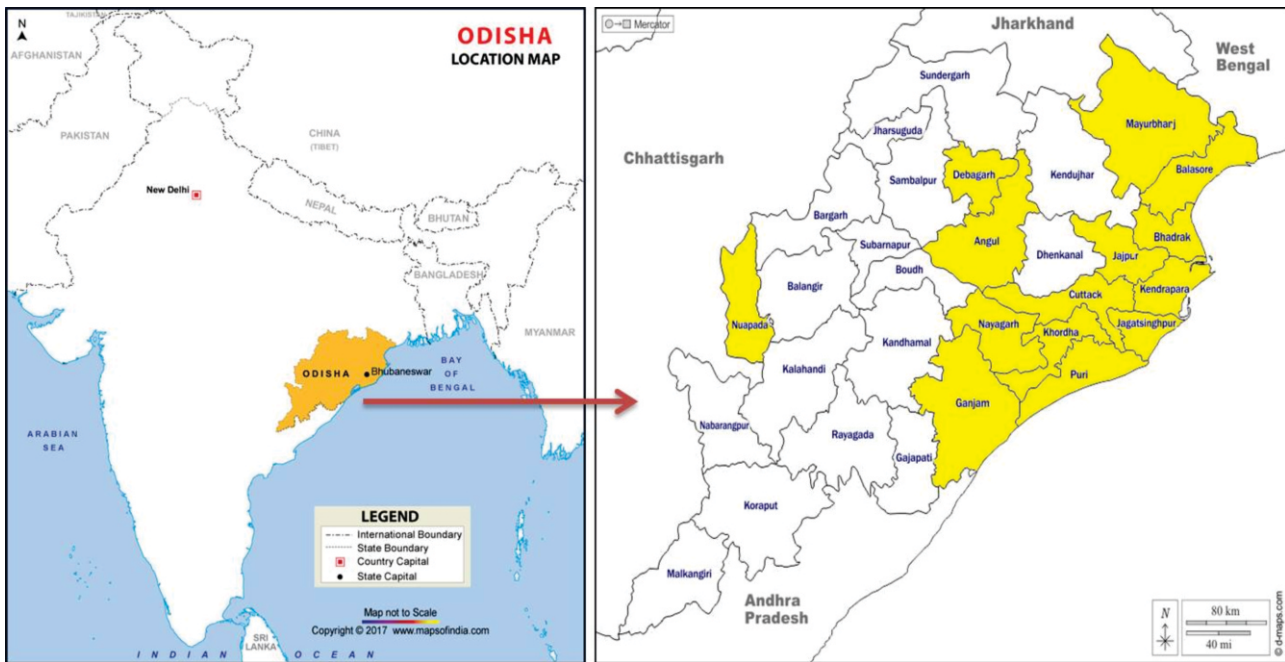 N
ODISHA
LOCATION MAP
TAJIKISTAN
AFGHANISTAN
PAKISTAN
CHINA
(TIBET)
New Delhi
NEPAL
BHUTAN
BANGLADESH
MYANMAR
ODISHA
Bhubaneswar
BAY
OF
BENGAL
ARABIAN
SEA
LEGEND
International Boundary
State Boundary
Country Capital
State Capital
Map not to Scale
Copyright © 2017 www.mapsofindia.com
SRI
LANKA
INDIAN OCEAN
Mercator
Jharkhand
West
Bengal
Chhattisgarh
Sundergarh
Jharsuguda
Mayurbharj
Balasore
Debagarh
Kendujhar
Sambalpur
Bargarh
Subarnapur
Angul
Bhadrak
Dhenkanal
Jajpur
Boudh
Balangir
Kendrapara
Cuttack
Nuapada
Nayagarh
Khordha
Jagatsinghpur
Kandhamal
Kalahandi
Puri
Ganjam
Nabarangpur
Rayagada
Gajapati
Koraput
Malkangiri
Andhra
Pradesh
N
80 km
40 mi
© d-maps.com